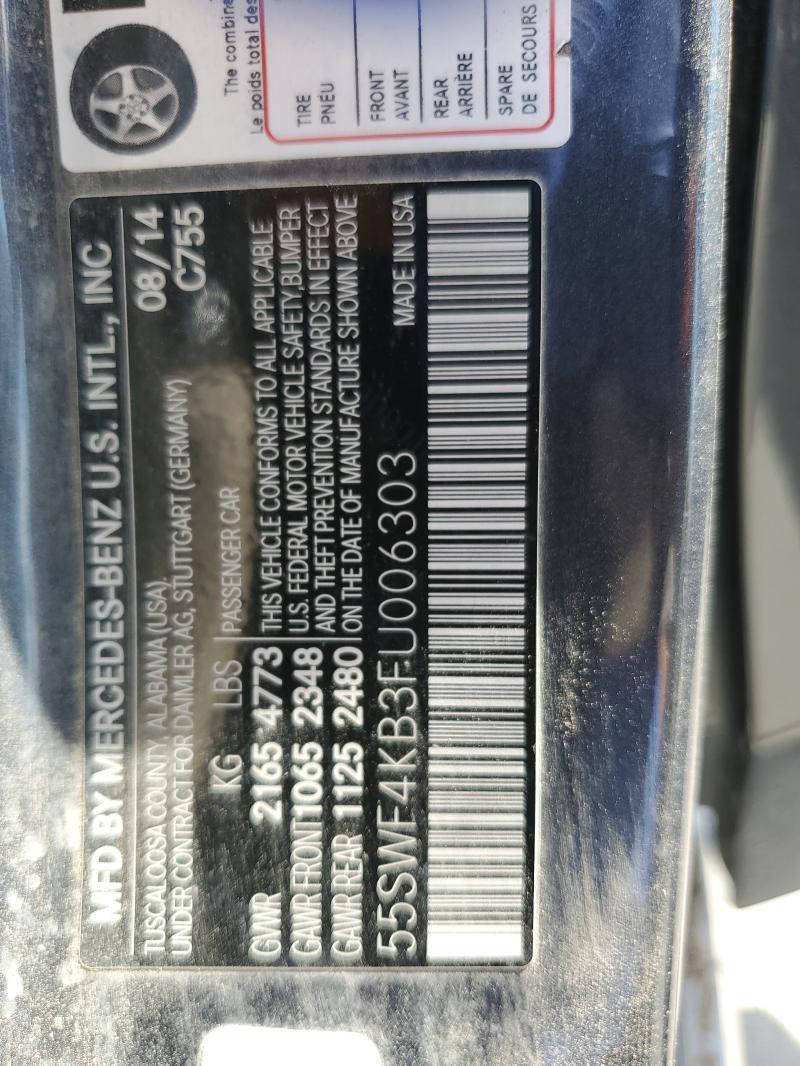 MFD BY MERCEDES-BENZ U.S. INTL., INC
TUSCALOOSA COUNTY, ALABAMA (USA), 08/14
UNDER CONTRACT FOR DAIMLER AG, STUTTGART (GERMANY) C755
KG LBS PASSENGER CAR
GVWR 2165 4773 THIS VEHICLE CONFORMS TO ALL APPLICABLE
GAWR FRONT 1065 2348 U.S. FEDERAL MOTOR VEHICLE SAFETY, BUMPER
AND THEFT PREVENTION STANDARDS IN EFFECT
GAWR REAR 1125 2480 ON THE DATE OF MANUFACTURE SHOWN ABOVE
55SWF4KB3FU006303 MADE IN USA
The combine
Le poids total des
TIRE
PNEU
FRONT
AVANT
REAR
ARRIÈRE
SPARE
DE SECOURS